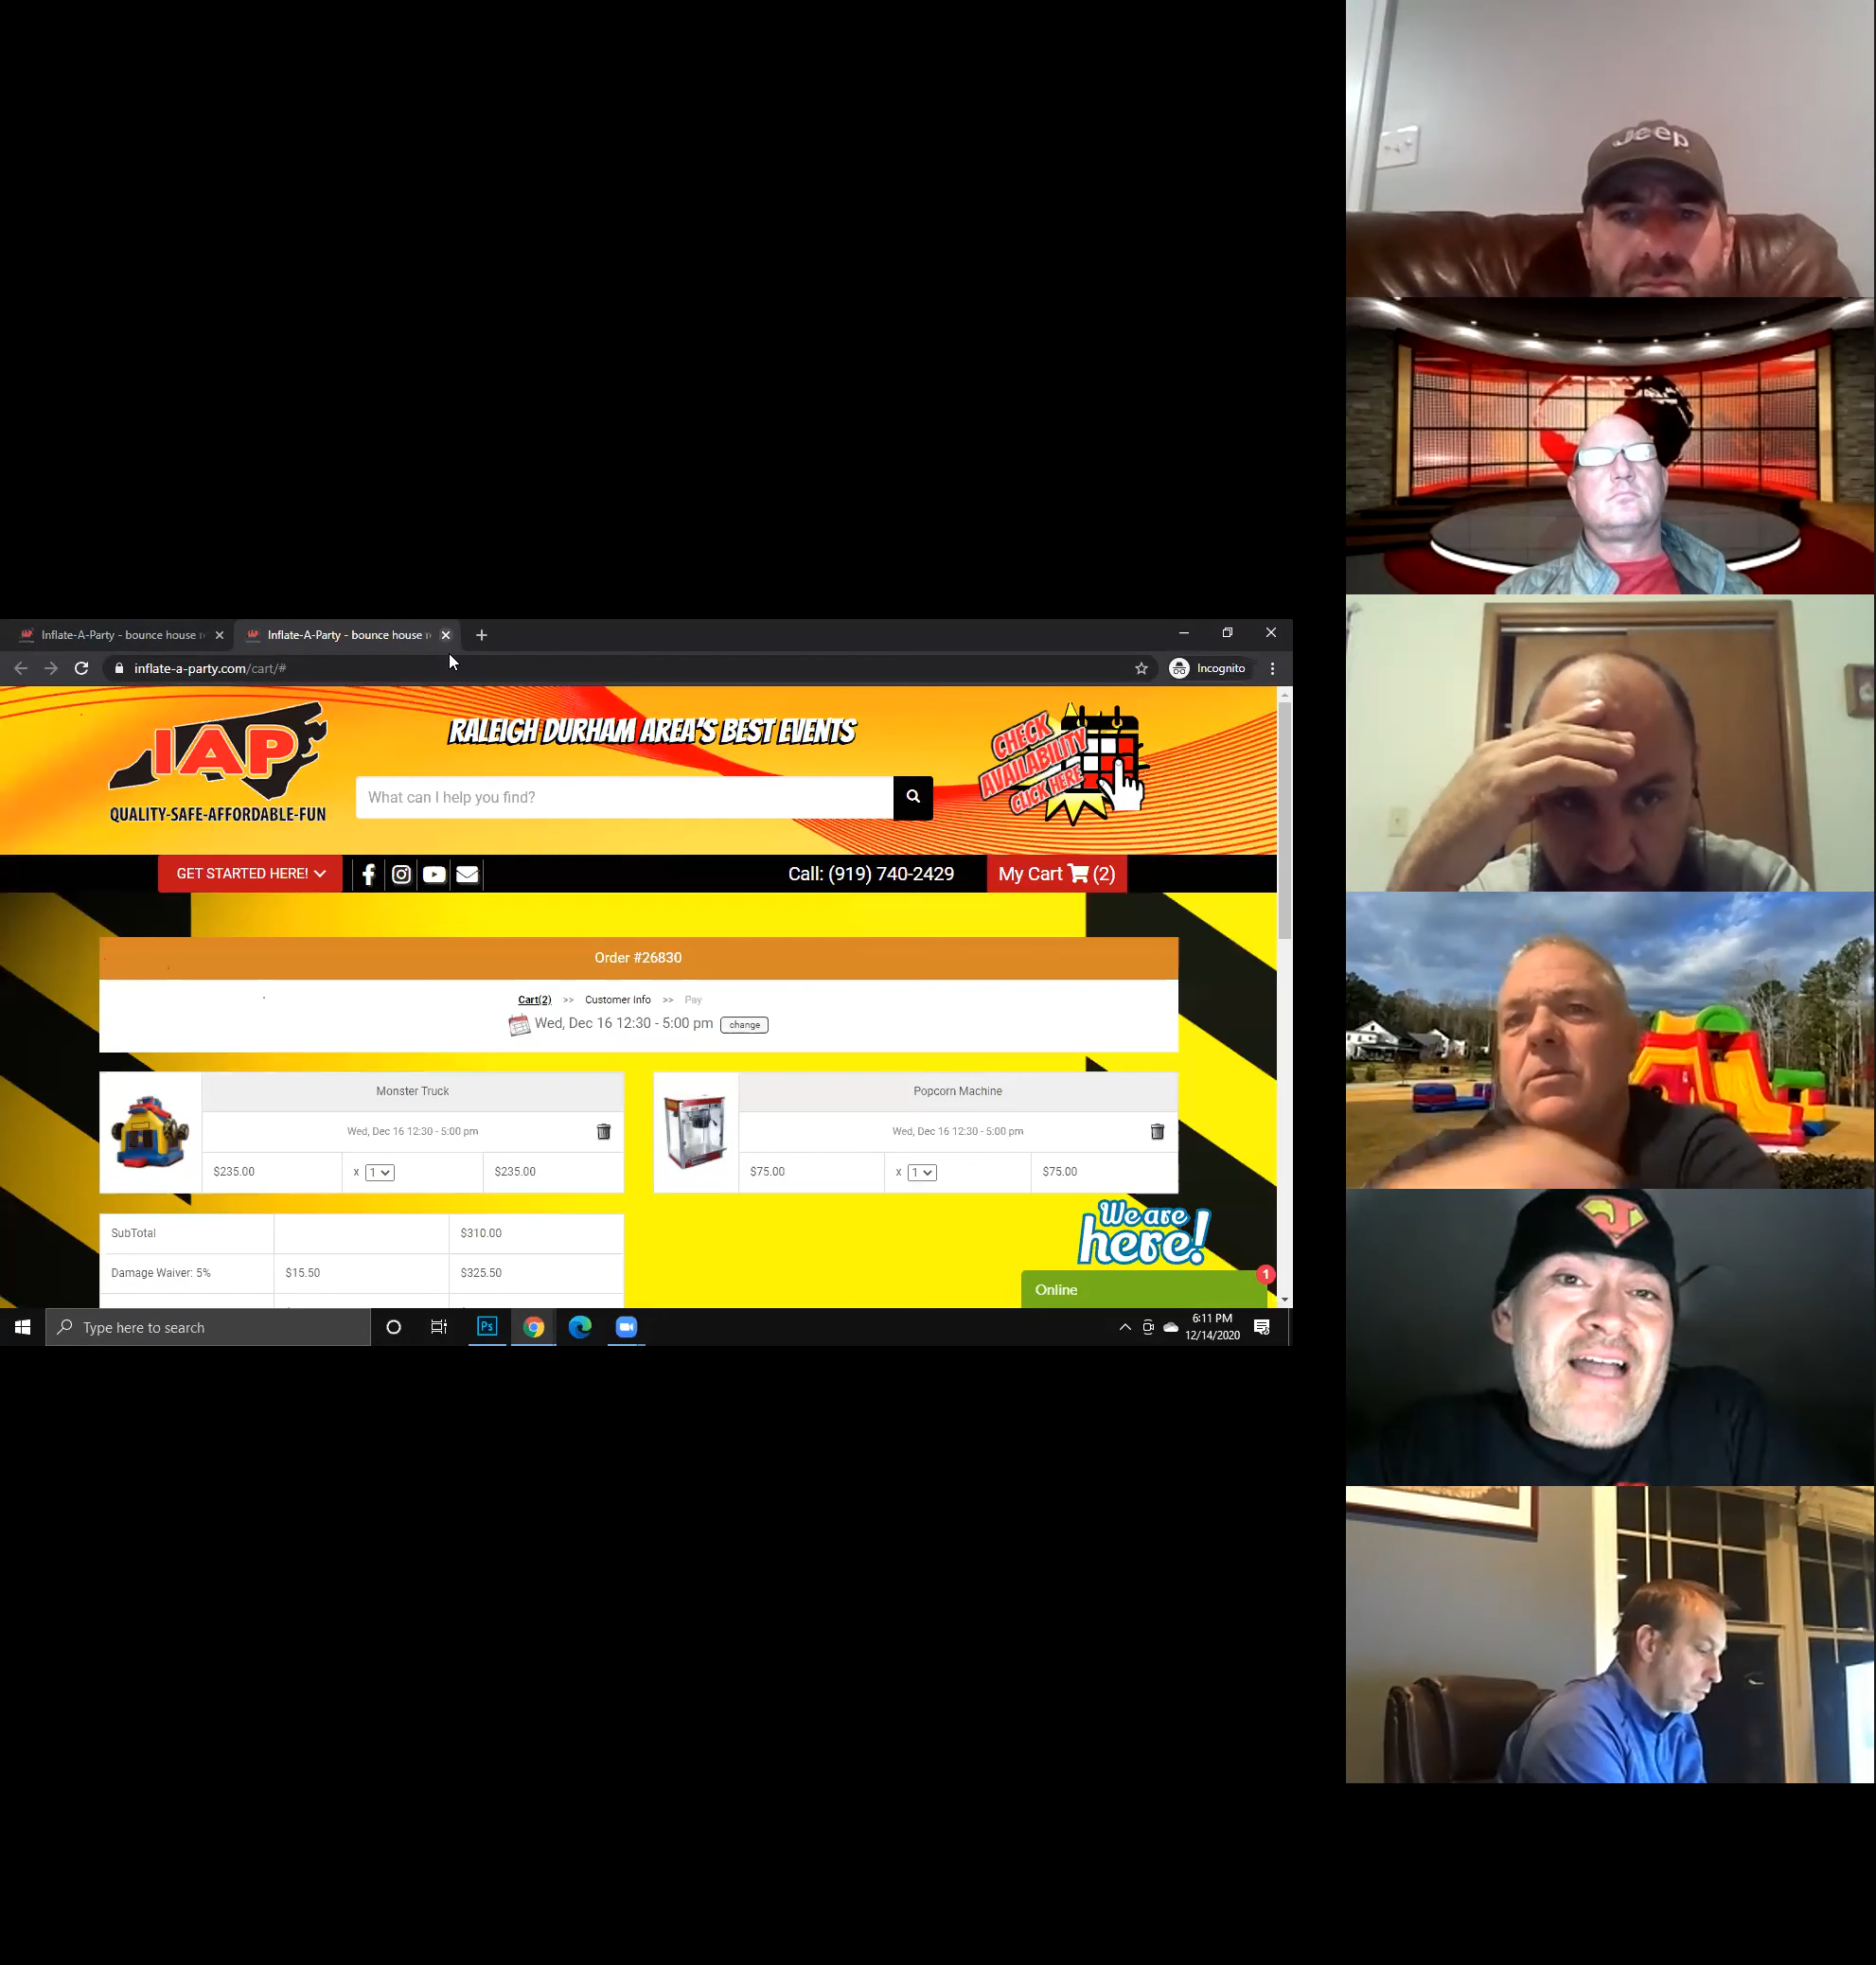 Jeep
Inflate-A-Party - bounce house r
Inflate-A-Party - bounce house r
inflate-a-party.com/cart/#
Incognito
IAP
QUALITY-SAFE-AFFORDABLE-FUN
RALEIGH DURHAM AREA'S BEST EVENTS
What can I help you find?
CHECK
AVAILABILITY
CLICK HERE
GET STARTED HERE!
Call: (919) 740-2429
My Cart (2)
Order #26830
Cart(2) >> Customer Info >> Pay
Wed, Dec 16 12:30 - 5:00 pm change
Monster Truck
Wed, Dec 16 12:30 - 5:00 pm
$235.00 x 1 $235.00
Popcorn Machine
Wed, Dec 16 12:30 - 5:00 pm
$75.00 x 1 $75.00
SubTotal $310.00
Damage Waiver: 5% $15.50 $325.50
We are
here!
Online
1
Type here to search
Ps
6:11 PM
12/14/2020
J